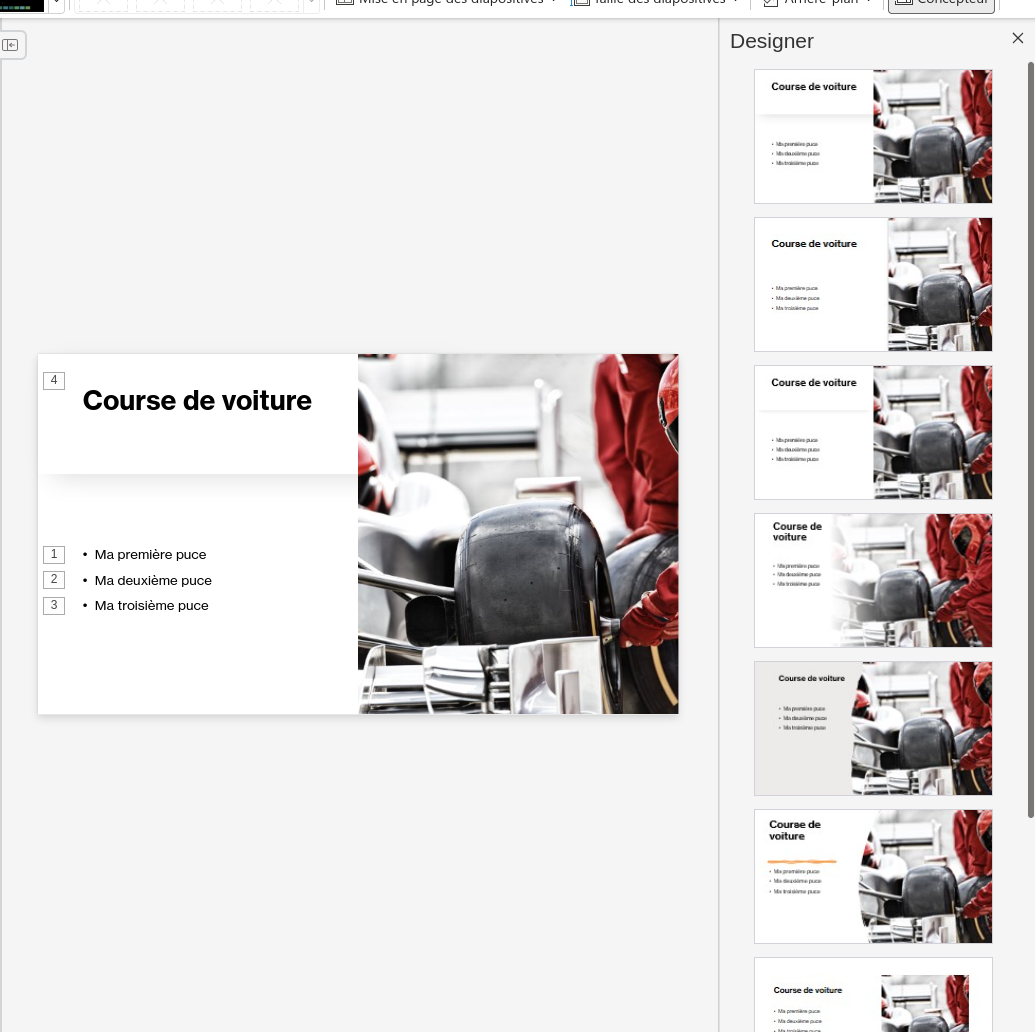 Mise en page des diapositives
Taille des diapositives
Arrière-plan
Concepteur
Designer
4
Course de voiture
1
• Ma première puce
2
• Ma deuxième puce
3
• Ma troisième puce
Course de voiture
• Ma première puce
• Ma deuxième puce
• Ma troisième puce
Course de voiture
• Ma première puce
• Ma deuxième puce
• Ma troisième puce
Course de voiture
• Ma première puce
• Ma deuxième puce
• Ma troisième puce
Course de
voiture
• Ma première puce
• Ma deuxième puce
• Ma troisième puce
Course de voiture
• Ma première puce
• Ma deuxième puce
• Ma troisième puce
Course de
voiture
• Ma première puce
• Ma deuxième puce
• Ma troisième puce
Course de voiture
• Ma première puce
• Ma deuxième puce
• Ma troisième puce